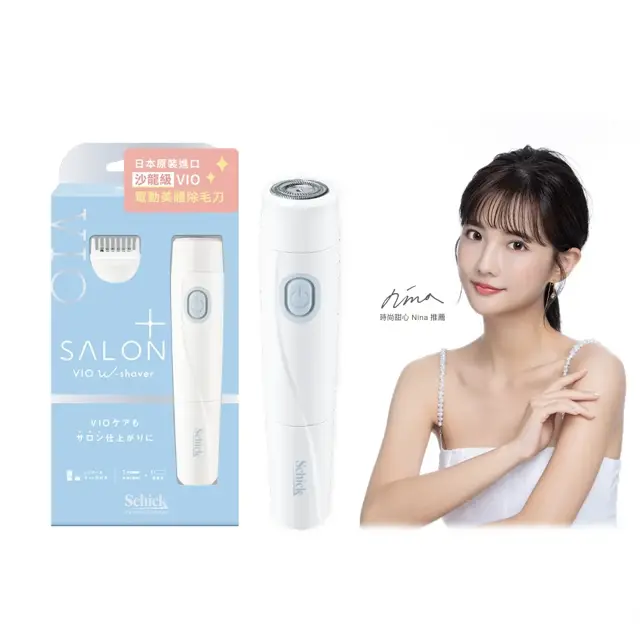 日本原裝進口
沙龍級 VIO
電動美體除毛刀
VIO
SALON
VIO W-shaver
VIOケアも
サロン仕上がりに
Schick
Schick
Schick
nina
時尚甜心 Nina 推薦